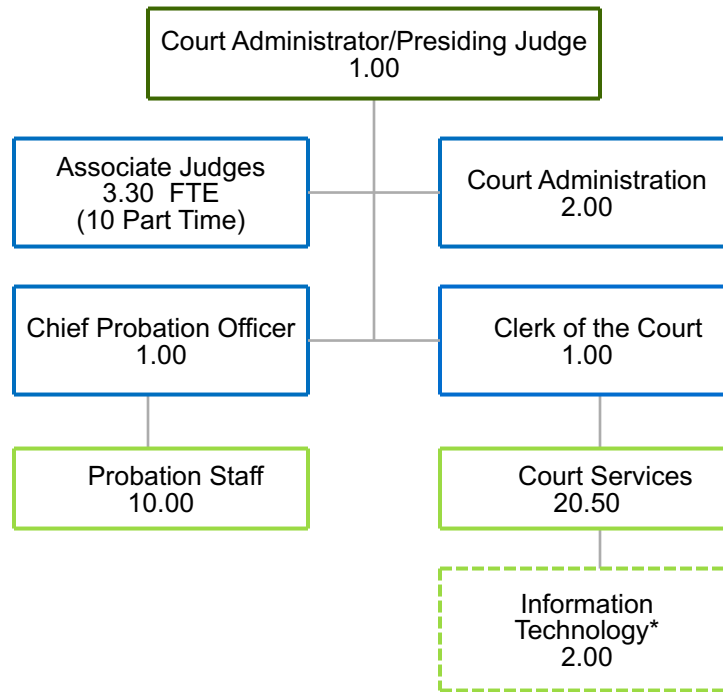 Court Administrator/Presiding Judge
1.00
Associate Judges
3.30 FTE
(10 Part Time)
Court Administration
2.00
Chief Probation Officer
1.00
Clerk of the Court
1.00
Probation Staff
10.00
Court Services
20.50
Information
Technology*
2.00